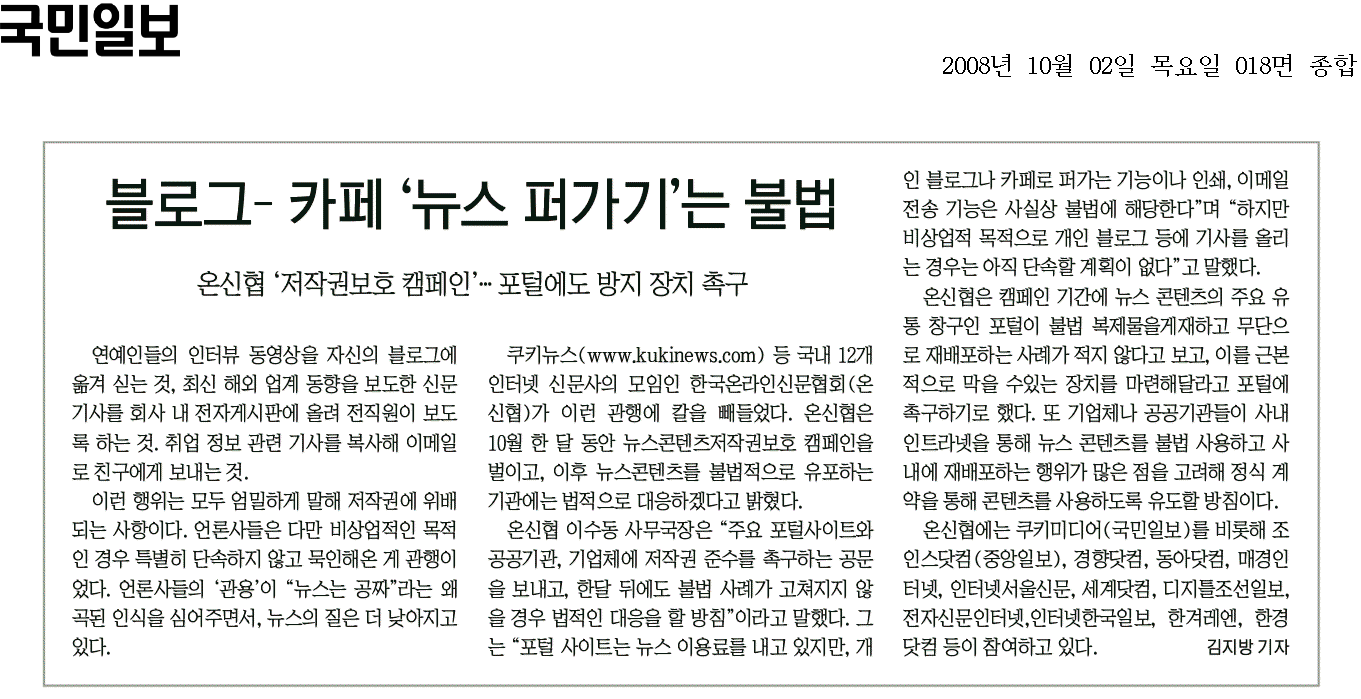 국민일보
2008년 10월 02일 목요일 018면 종합
블로그- 카페 ‘뉴스 퍼가기’는 불법
온신협 ‘저작권보호 캠페인’… 포털에도 방지 장치 촉구
연예인들의 인터뷰 동영상을 자신의 블로그에
옮겨 싣는 것, 최신 해외 업계 동향을 보도한 신문
기사를 회사 내 전자게시판에 올려 전직원이 보도
록 하는 것. 취업 정보 관련 기사를 복사해 이메일
로 친구에게 보내는 것.
이런 행위는 모두 엄밀하게 말해 저작권에 위배
되는 사항이다. 언론사들은 다만 비상업적인 목적
인 경우 특별히 단속하지 않고 묵인해온 게 관행이
었다. 언론사들의 ‘관용’이 “뉴스는 공짜”라는 왜
곡된 인식을 심어주면서, 뉴스의 질은 더 낮아지고
있다.
쿠키뉴스(www.kukinews.com) 등 국내 12개
인터넷 신문사의 모임인 한국온라인신문협회(온
신협)가 이런 관행에 칼을 빼들었다. 온신협은
10월 한 달 동안 뉴스콘텐츠저작권보호 캠페인을
벌이고, 이후 뉴스콘텐츠를 불법적으로 유포하는
기관에는 법적으로 대응하겠다고 밝혔다.
온신협 이수동 사무국장은 “주요 포털사이트와
공공기관, 기업체에 저작권 준수를 촉구하는 공문
을 보내고, 한달 뒤에도 불법 사례가 고쳐지지 않
을 경우 법적인 대응을 할 방침”이라고 말했다. 그
는 “포털 사이트는 뉴스 이용료를 내고 있지만, 개
인 블로그나 카페로 퍼가는 기능이나 인쇄, 이메일
전송 기능은 사실상 불법에 해당한다”며 “하지만
비상업적 목적으로 개인 블로그 등에 기사를 올리
는 경우는 아직 단속할 계획이 없다”고 말했다.
온신협은 캠페인 기간에 뉴스 콘텐츠의 주요 유
통 창구인 포털이 불법 복제물을게재하고 무단으
로 재배포하는 사례가 적지 않다고 보고, 이를 근본
적으로 막을 수있는 장치를 마련해달라고 포털에
촉구하기로 했다. 또 기업체나 공공기관들이 사내
인트라넷을 통해 뉴스 콘텐츠를 불법 사용하고 사
내에 재배포하는 행위가 많은 점을 고려해 정식 계
약을 통해 콘텐츠를 사용하도록 유도할 방침이다.
온신협에는 쿠키미디어(국민일보)를 비롯해 조
인스닷컴(중앙일보), 경향닷컴, 동아닷컴, 매경인
터넷, 인터넷서울신문, 세계닷컴, 디지틀조선일보,
전자신문인터넷,인터넷한국일보, 한겨레엔, 한경
닷컴 등이 참여하고 있다. 김지방 기자